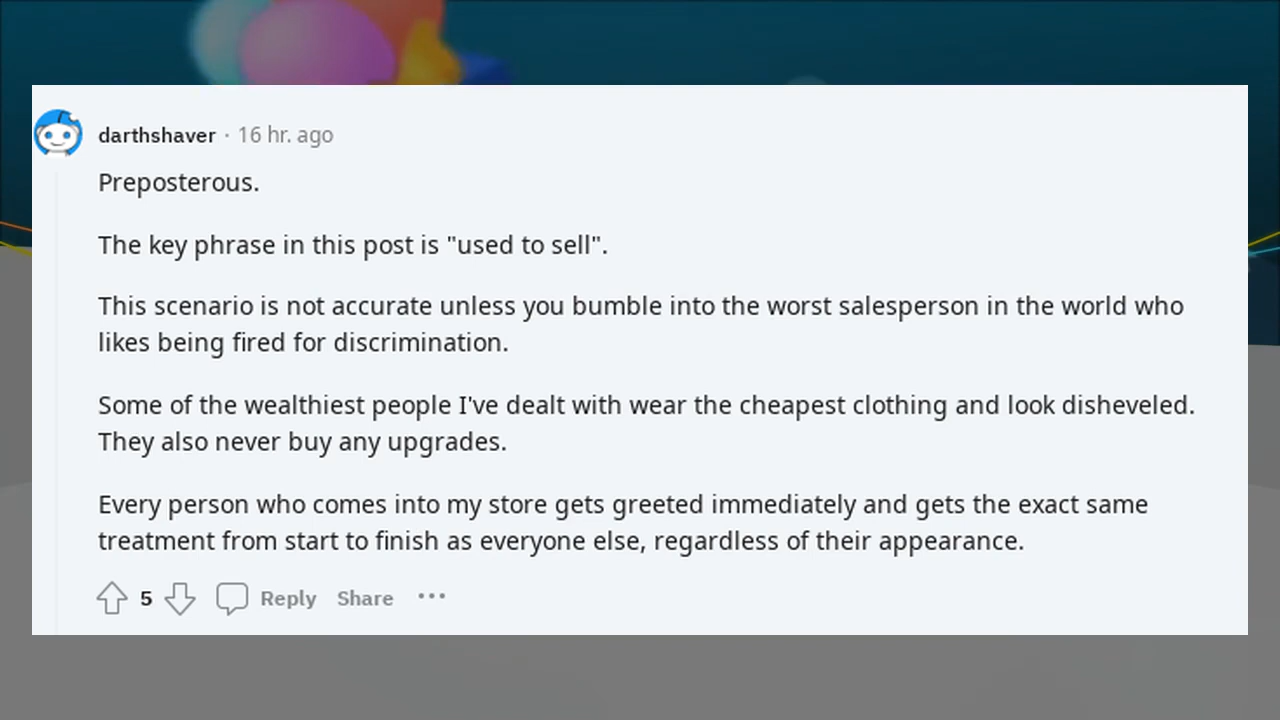 darthshaver · 16 hr. ago
Preposterous.
The key phrase in this post is "used to sell".
This scenario is not accurate unless you bumble into the worst salesperson in the world who
likes being fired for discrimination.
Some of the wealthiest people I've dealt with wear the cheapest clothing and look disheveled.
They also never buy any upgrades.
Every person who comes into my store gets greeted immediately and gets the exact same
treatment from start to finish as everyone else, regardless of their appearance.
5 Reply Share ···